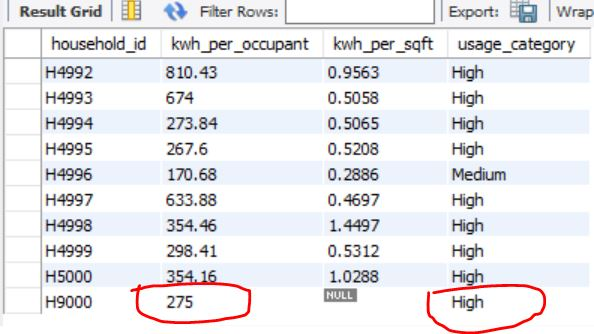 Result Grid Filter Rows: Export: Wrap
household_id kwh_per_occupant kwh_per_sqft usage_category
H4992 810.43 0.9563 High
H4993 674 0.5058 High
H4994 273.84 0.5065 High
H4995 267.6 0.5208 High
H4996 170.68 0.2886 Medium
H4997 633.88 0.4697 High
H4998 354.46 1.4497 High
H4999 298.41 0.5312 High
H5000 354.16 1.0288 High
H9000 275 NULL High